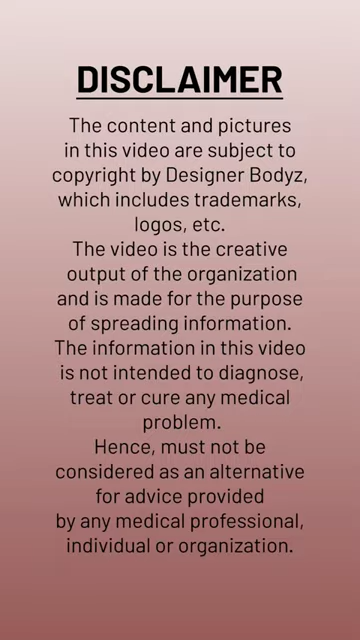 DISCLAIMER
The content and pictures
in this video are subject to
copyright by Designer Bodyz,
which includes trademarks,
logos, etc.
The video is the creative
output of the organization
and is made for the purpose
of spreading information.
The information in this video
is not intended to diagnose,
treat or cure any medical
problem.
Hence, must not be
considered as an alternative
for advice provided
by any medical professional,
individual or organization.